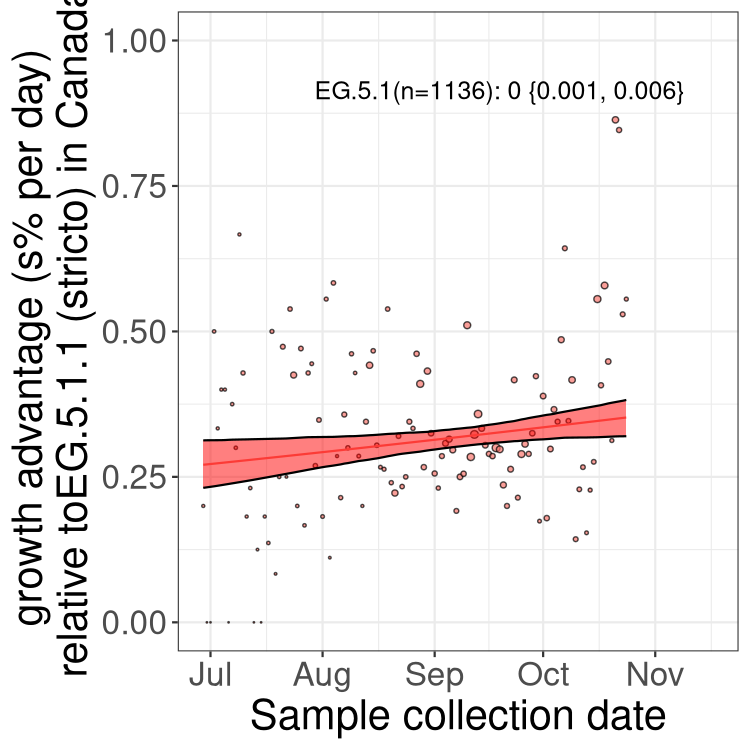 growth advantage (s% per day)
relative toEG.5.1.1 (stricto) in Canada
1.00
EG.5.1(n=1136): 0 {0.001, 0.006}
0.75
0.50
0.25
0.00
Jul Aug Sep Oct Nov
Sample collection date